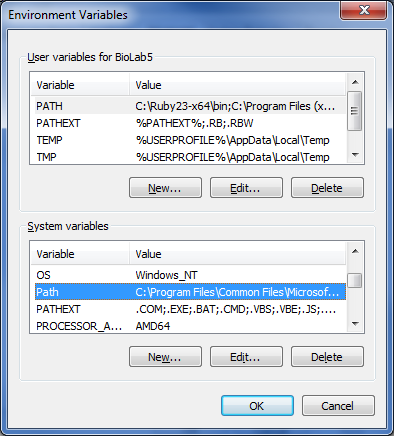 Environment Variables
User variables for BioLab5
Variable Value
PATH C:\Ruby23-x64\bin;C:\Program Files (x...
PATHEXT %PATHEXT%;.RB;.RBW
TEMP %USERPROFILE%\AppData\Local\Temp
TMP %USERPROFILE%\AppData\Local\Temp
New... Edit... Delete
System variables
Variable Value
OS Windows_NT
Path C:\Program Files\Common Files\Microsof...
PATHEXT .COM;.EXE;.BAT;.CMD;.VBS;.VBE;.JS;....
PROCESSOR_A... AMD64
New... Edit... Delete
OK Cancel